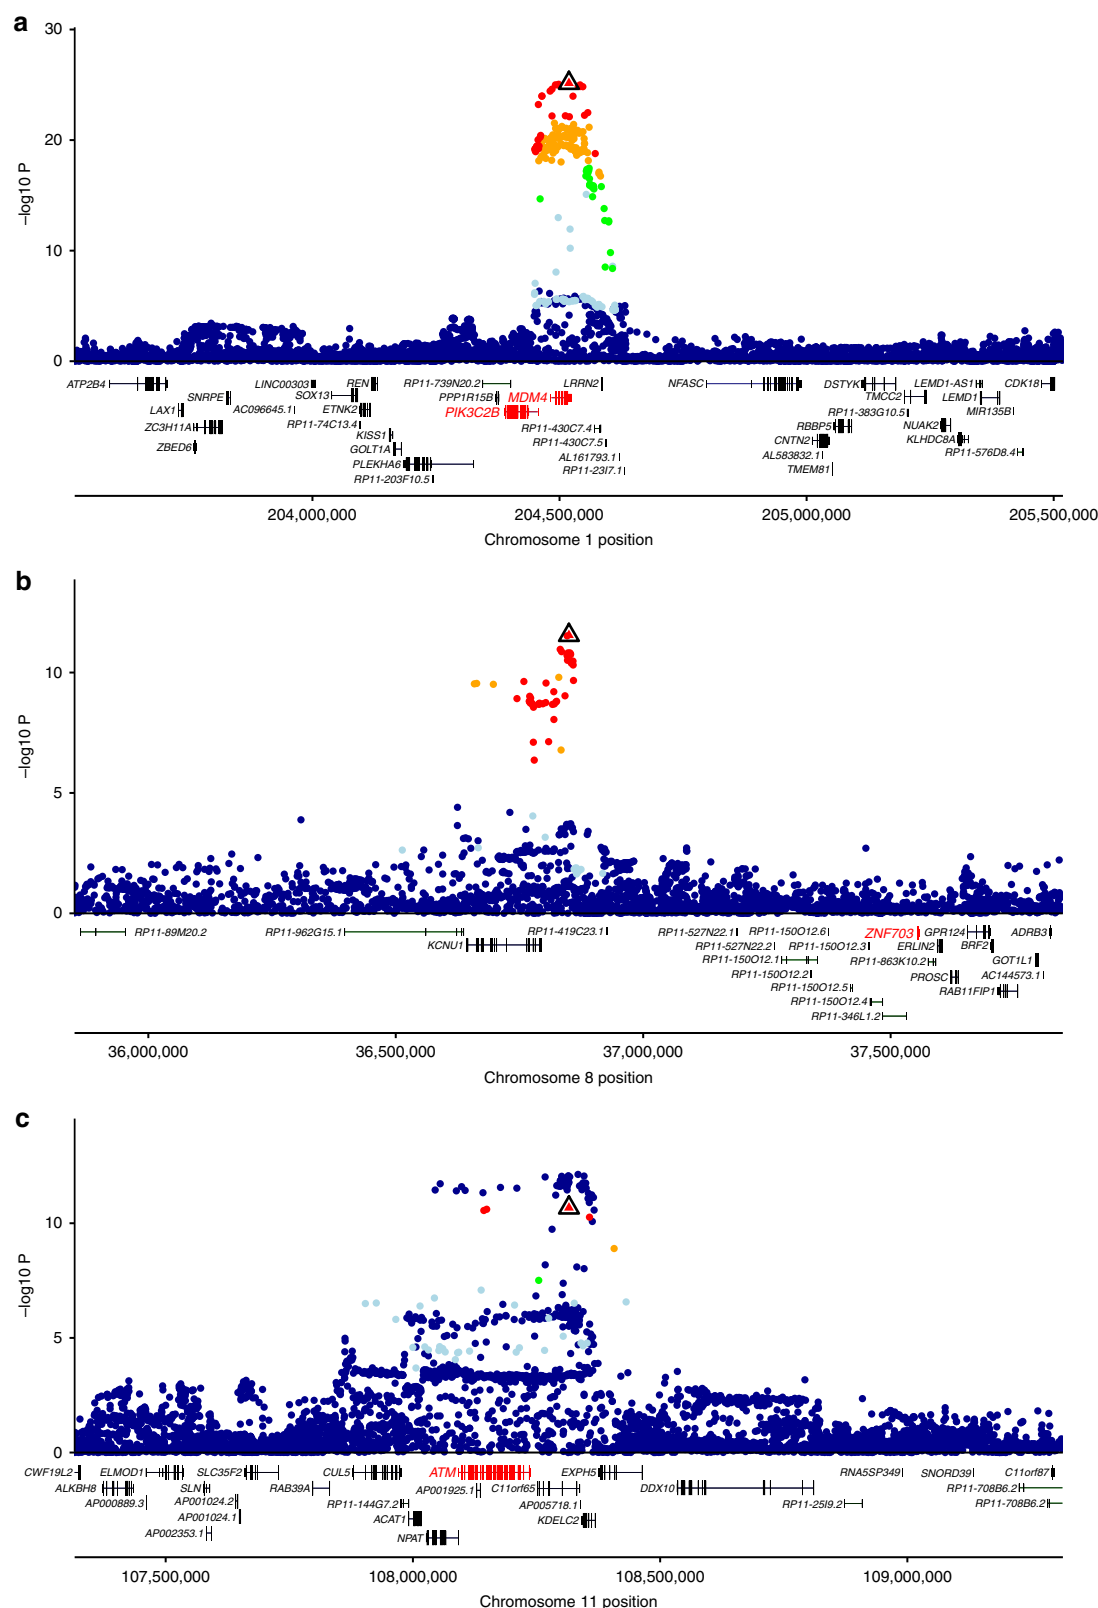 a
30
20
10
0
−log10 P
ATP2B4
LINC00303
REN
RP11-739N20.2
LRRN2
NFASC
DSTYK
LEMD1-AS1
CDK18
SNRPE
SOX13
PPP1R15B
MDM4
TMCC2
LEMD1
LAX1
AC096645.1
ETNK2
PIK3C2B
RP11-383G10.5
MIR135B
ZC3H11A
RP11-74C13.4
RP11-430C7.4
RBBP5
NUAK2
KISS1
RP11-430C7.5
CNTN2
KLHDC8A
ZBED6
GOLT1A
AL161793.1
AL583832.1
RP11-576D8.4
PLEKHA6
RP11-23I7.1
TMEM81
RP11-203F10.5
204,000,000
204,500,000
205,000,000
205,500,000
Chromosome 1 position
b
10
5
0
−log10 P
RP11-89M20.2
RP11-962G15.1
RP11-419C23.1
RP11-527N22.1
RP11-150O12.6
ZNF703
GPR124
ADRB3
KCNU1
RP11-527N22.2
RP11-150O12.3
ERLIN2
BRF2
RP11-150O12.1
RP11-863K10.2
GOT1L1
RP11-150O12.2
PROSC
AC144573.1
RP11-150O12.5
RAB11FIP1
RP11-150O12.4
RP11-346L1.2
36,000,000
36,500,000
37,000,000
37,500,000
Chromosome 8 position
c
10
5
0
−log10 P
CWF19L2
ELMOD1
SLC35F2
CUL5
ATM
EXPH5
RNA5SP349
SNORD39
C11orf87
ALKBH8
SLN
RAB39A
AP001925.1
C11orf65
DDX10
RP11-708B6.2
AP000889.3
AP001024.2
RP11-144G7.2
AP005718.1
RP11-25I9.2
RP11-708B6.2
AP001024.1
ACAT1
KDELC2
AP002353.1
NPAT
107,500,000
108,000,000
108,500,000
109,000,000
Chromosome 11 position